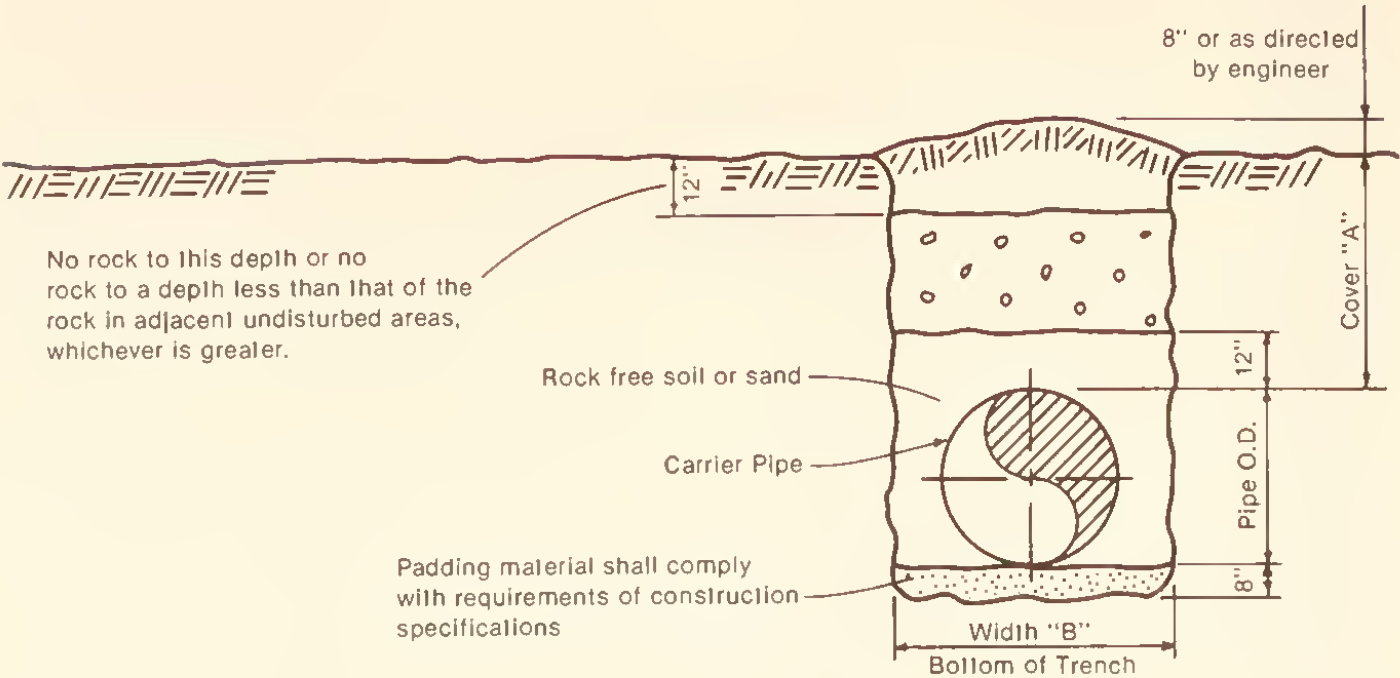 8" or as directed
by engineer
12"
No rock to this depth or no
rock to a depth less than that of the
rock in adjacent undisturbed areas,
whichever is greater.
Cover "A"
12"
Rock free soil or sand
Carrier Pipe
Pipe O.D.
Padding material shall comply
with requirements of construction
specifications
8"
Width "B"
Bottom of Trench